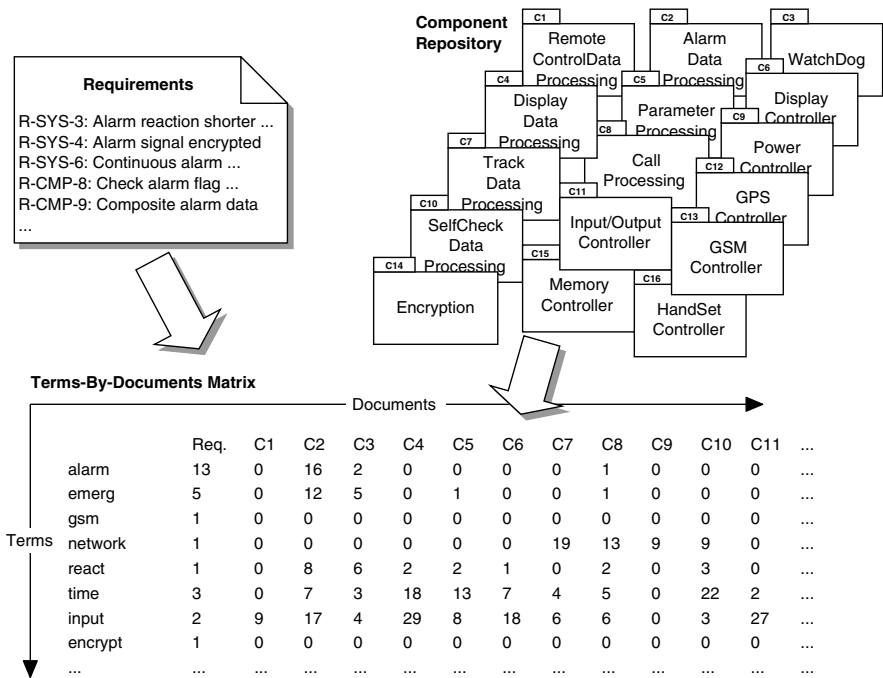 Component
Repository
C1
Remote
ControlData
Processing
C2
Alarm
Data
Processing
C3
WatchDog
C4
Display
Data
Processing
C5
Parameter
Processing
C6
Display
Controller
C7
Track
Data
Processing
C8
Call
Processing
C9
Power
Controller
C10
SelfCheck
Data
Processing
C11
Input/Output
Controller
C12
GPS
Controller
C13
GSM
Controller
C14
Encryption
C15
Memory
Controller
C16
HandSet
Controller
Requirements
R-SYS-3: Alarm reaction shorter ...
R-SYS-4: Alarm signal encrypted
R-SYS-6: Continuous alarm ...
R-CMP-8: Check alarm flag ...
R-CMP-9: Composite alarm data
...
Terms-By-Documents Matrix
Documents
Terms
Req. C1 C2 C3 C4 C5 C6 C7 C8 C9 C10 C11 ...
alarm 13 0 16 2 0 0 0 0 1 0 0 0 ...
emerg 5 0 12 5 0 1 0 0 1 0 0 0 ...
gsm 1 0 0 0 0 0 0 0 0 0 0 0 ...
network 1 0 0 0 0 0 0 19 13 9 9 0 ...
react 1 0 8 6 2 2 1 0 2 0 3 0 ...
time 3 0 7 3 18 13 7 4 5 0 22 2 ...
input 2 9 17 4 29 8 18 6 6 0 3 27 ...
encrypt 1 0 0 0 0 0 0 0 0 0 0 0 ...
... ... ... ... ... ... ... ... ... ... ... ... ... ...